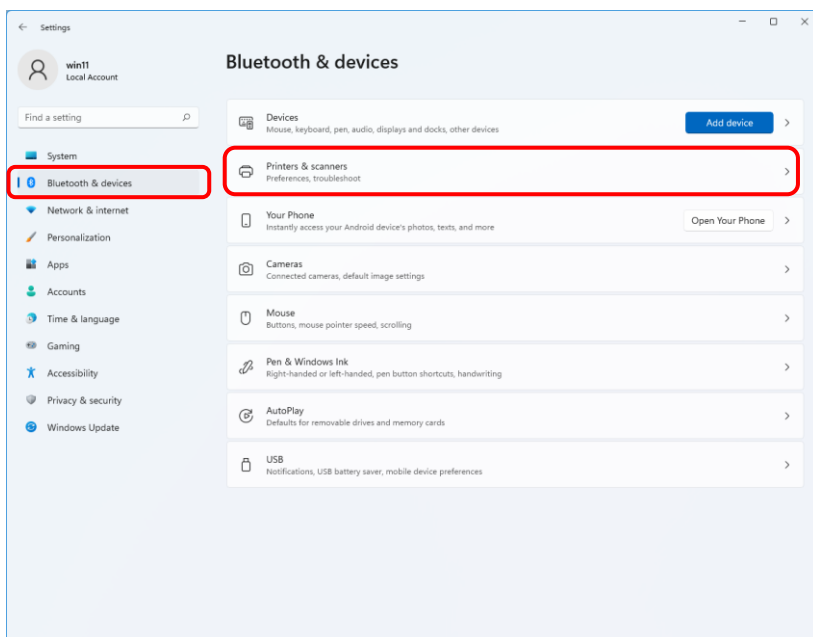 Settings
win11
Local Account
Find a setting
System
Bluetooth & devices
Network & internet
Personalization
Apps
Accounts
Time & language
Gaming
Accessibility
Privacy & security
Windows Update
Bluetooth & devices
Devices
Mouse, keyboard, pen, audio, displays and docks, other devices
Add device
Printers & scanners
Preferences, troubleshoot
Your Phone
Instantly access your Android device's photos, texts, and more
Open Your Phone
Cameras
Connected cameras, default image settings
Mouse
Buttons, mouse pointer speed, scrolling
Pen & Windows Ink
Right-handed or left-handed, pen button shortcuts, handwriting
AutoPlay
Defaults for removable drives and memory cards
USB
Notifications, USB battery saver, mobile device preferences